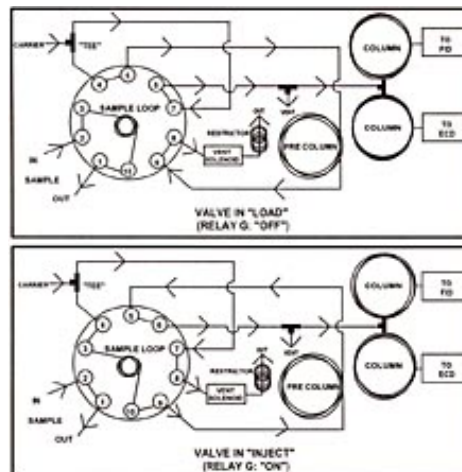 CARRIER
"TEE"
COLUMN
TO
FID
SAMPLE LOOP
OUT
VENT
RESTRICTOR
COLUMN
TO
ECD
IN
SAMPLE
OUT
VENT
SOLENOID
PRE COLUMN
VALVE IN "LOAD"
(RELAY G: "OFF")
CARRIER
"TEE"
COLUMN
TO
FID
SAMPLE LOOP
OUT
VENT
RESTRICTOR
COLUMN
TO
ECD
IN
SAMPLE
OUT
VENT
SOLENOID
PRE COLUMN
VALVE IN "INJECT"
(RELAY G: "ON")